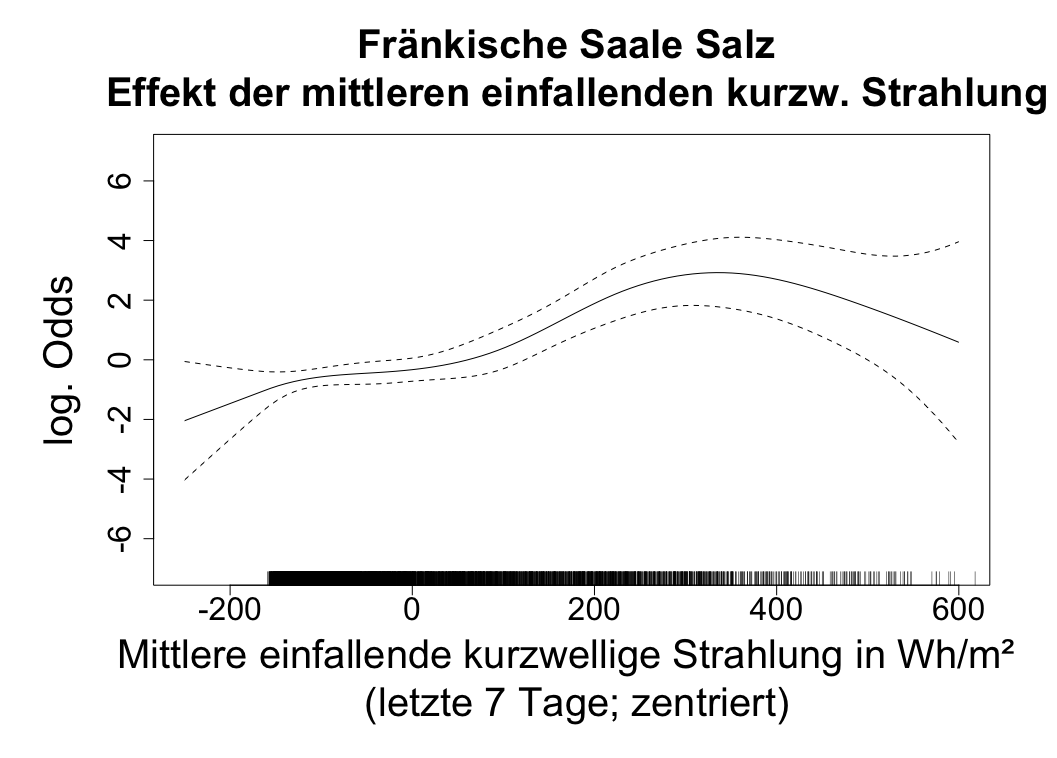 Fränkische Saale Salz
Effekt der mittleren einfallenden kurzw. Strahlung
6
4
2
0
-2
-4
-6
log. Odds
-200 0 200 400 600
Mittlere einfallende kurzwellige Strahlung in Wh/m²
(letzte 7 Tage; zentriert)